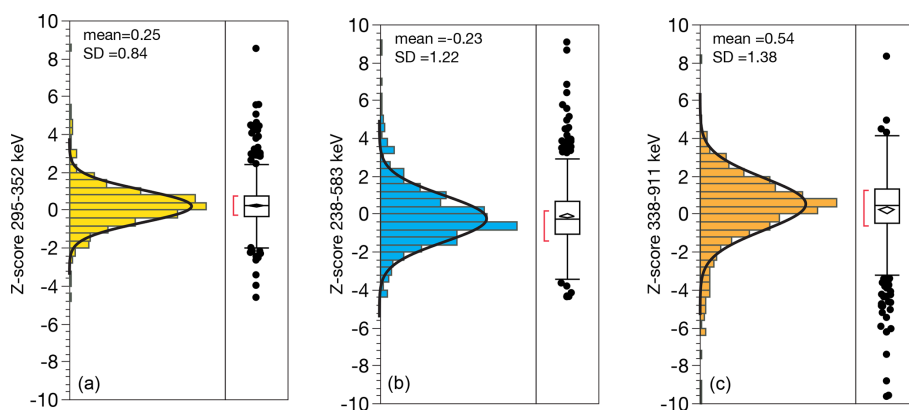 10
8
6
4
2
0
-2
-4
-6
-8
-10
Z-score 295-352 keV
mean=0.25
SD =0.84
(a)
10
8
6
4
2
0
-2
-4
-6
-8
-10
Z-score 238-583 keV
mean =-0.23
SD =1.22
(b)
10
8
6
4
2
0
-2
-4
-6
-8
-10
Z-score 338-911 keV
mean =0.54
SD =1.38
(c)